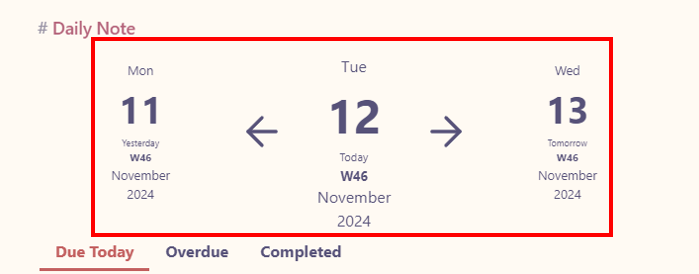 # Daily Note
Mon
11
Yesterday
W46
November
2024
Tue
12
Today
W46
November
2024
Wed
13
Tomorrow
W46
November
2024
Due Today Overdue Completed